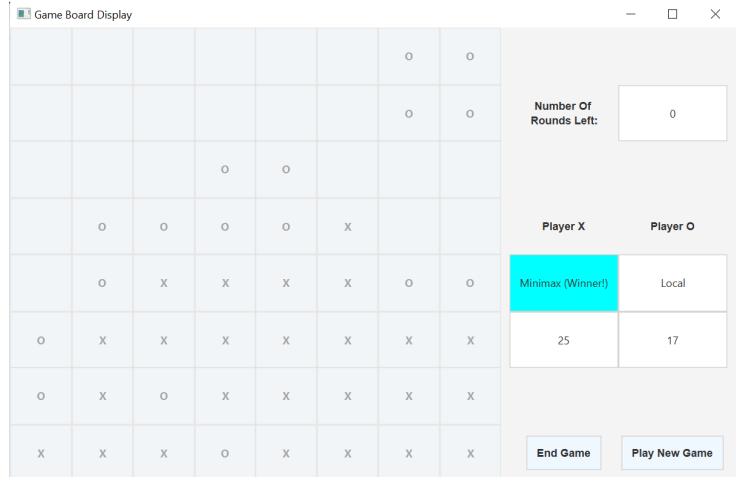 Game Board Display
O O
O O
Number Of
Rounds Left:
0
O O
O O O O X
Player X Player O
O X X X X O O
Minimax (Winner!) Local
O X X X X X X X
25 17
O X O X X X X X
X X X O X X X X
End Game Play New Game